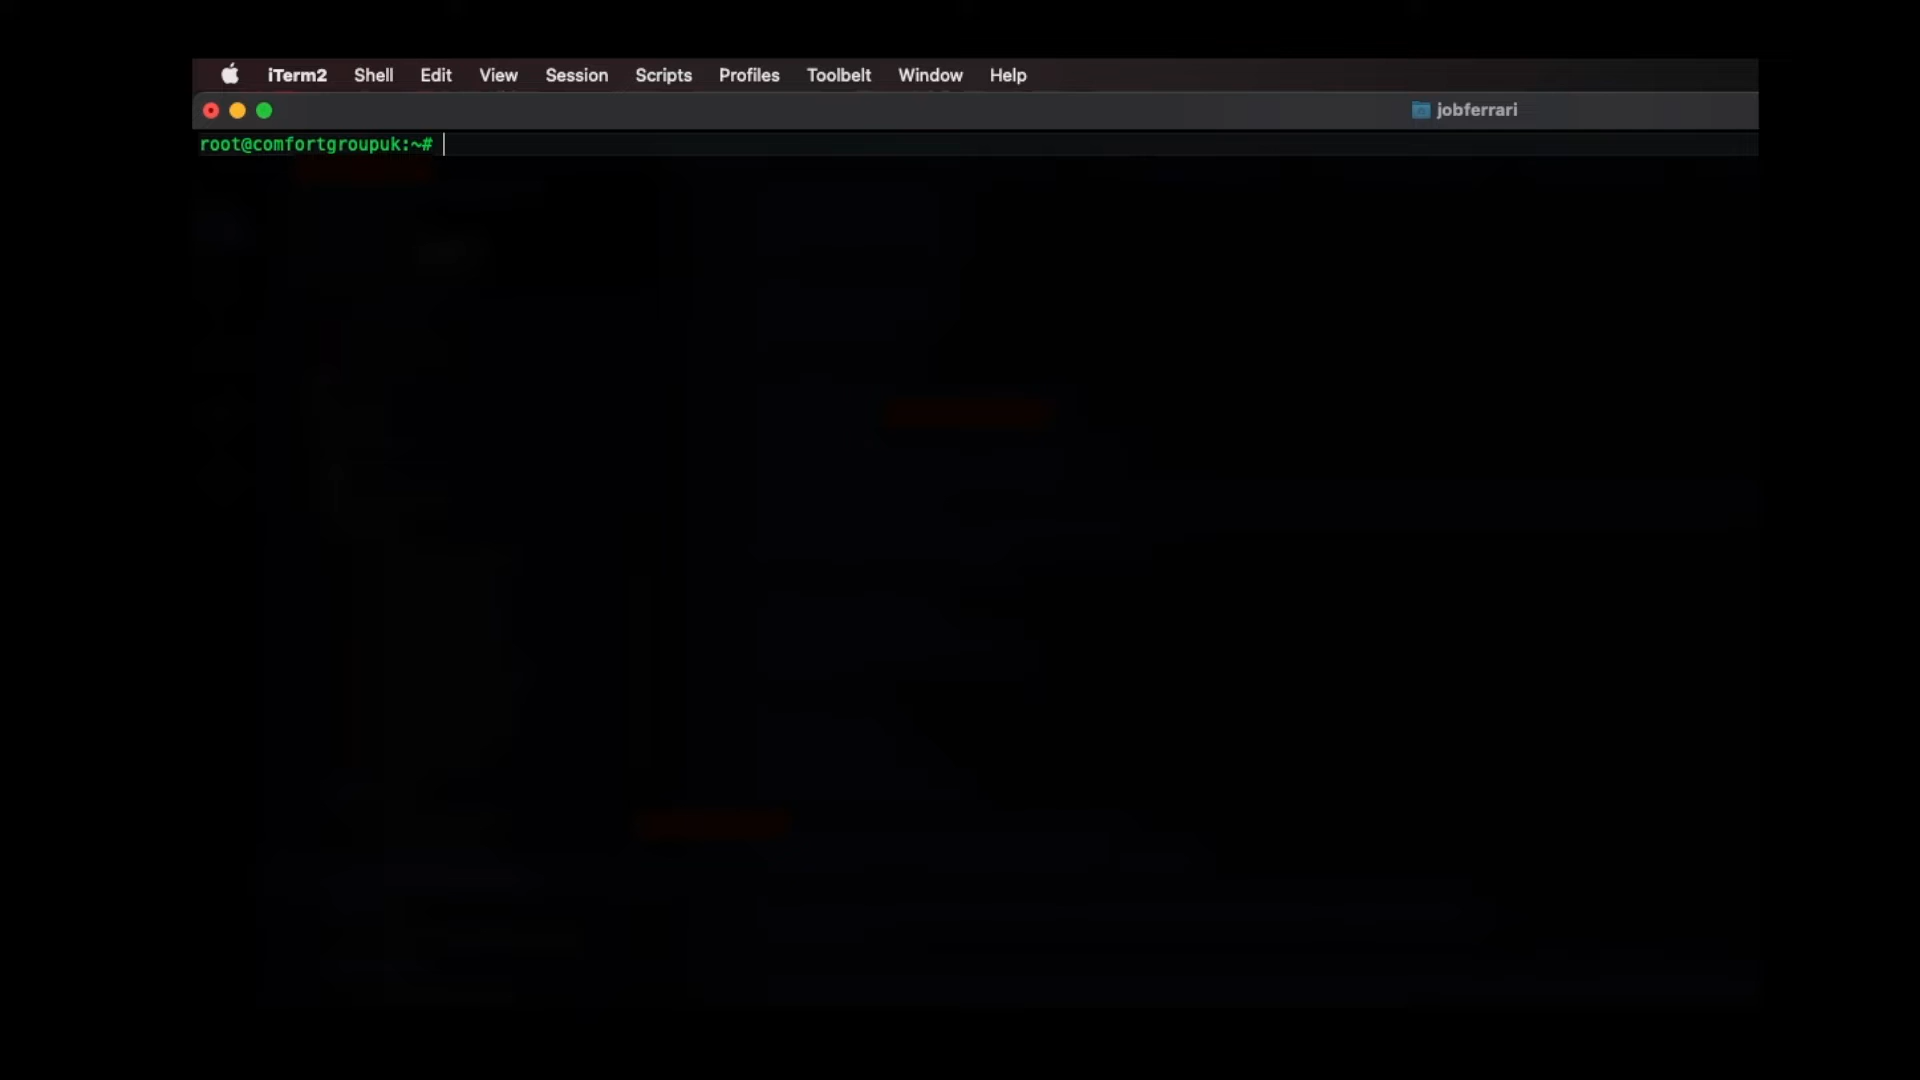 iTerm2 Shell Edit View Session Scripts Profiles Toolbelt Window Help
jobferrari
root@comfortgroupuk:~#